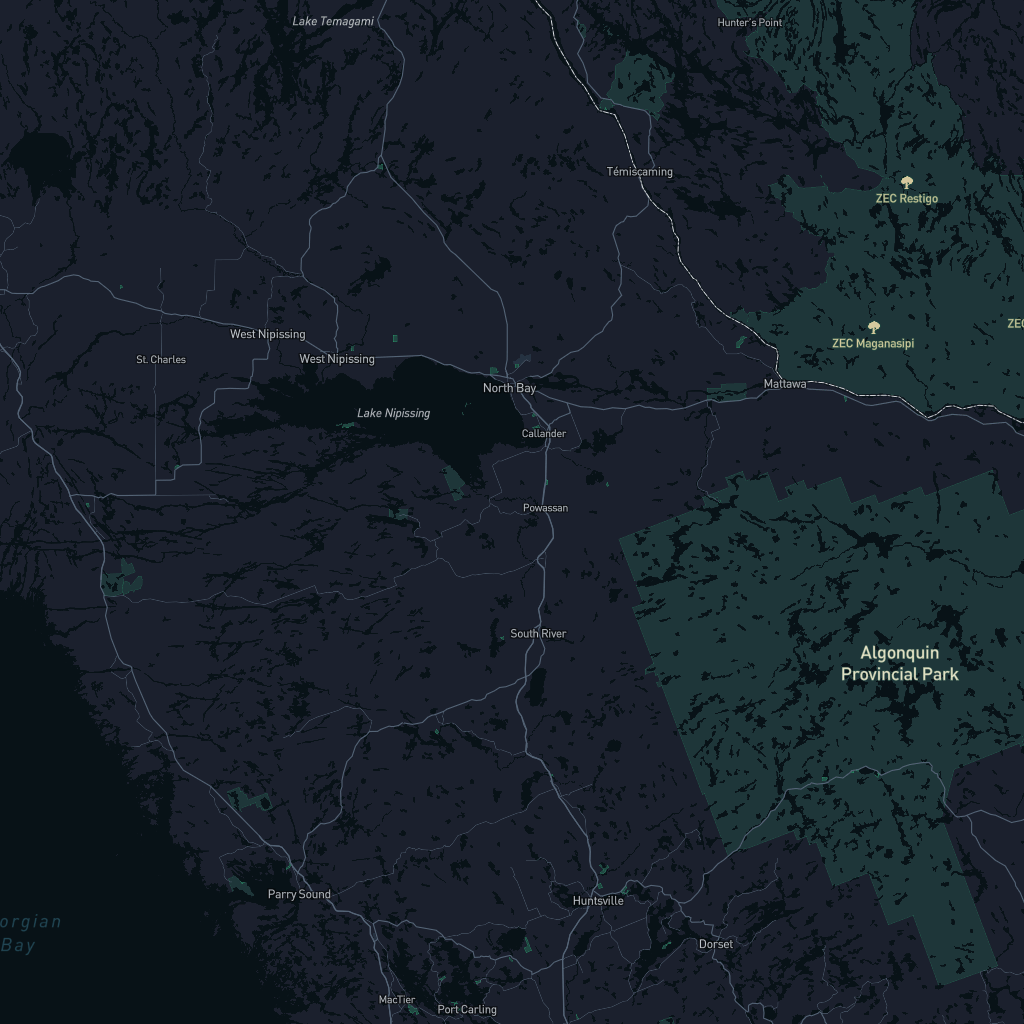 Lake Temagami
Hunter's Point
Témiscaming
ZEC Restigo
ZEC
ZEC Maganasipi
West Nipissing
St. Charles
West Nipissing
North Bay
Mattawa
Lake Nipissing
Callander
Powassan
South River
Algonquin
Provincial Park
Parry Sound
Huntsville
orgian
Bay
Dorset
MacTier
Port Carling